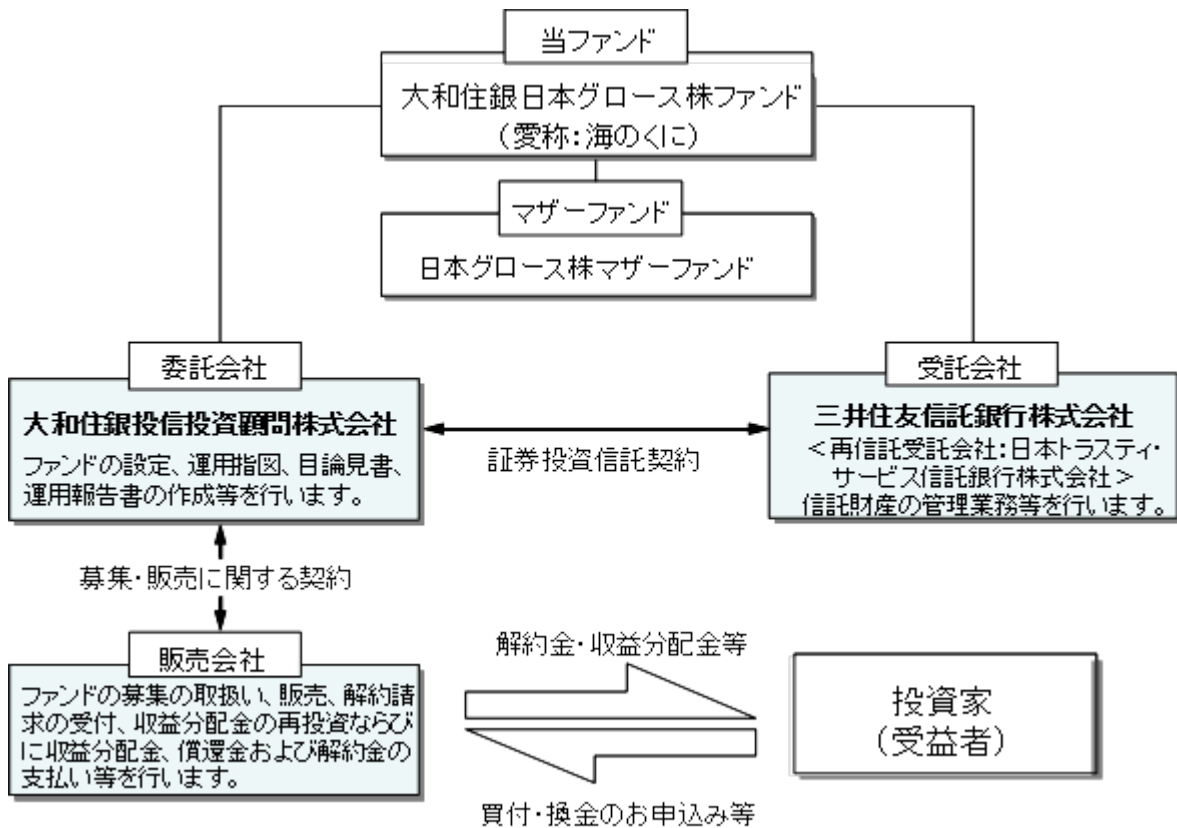 当ファンド
大和住銀日本グロース株ファンド
(愛称:海のくに)
マザーファンド
日本グロース株マザーファンド
委託会社
大和住銀投信投資顧問株式会社
ファンドの設定、運用指図、目論見書、
運用報告書の作成等を行います。
証券投資信託契約
受託会社
三井住友信託銀行株式会社
<再信託受託会社:日本トラスティ・
サービス信託銀行株式会社>
信託財産の管理業務等を行います。
募集・販売に関する契約
販売会社
ファンドの募集の取扱い、販売、解約請
求の受付、収益分配金の再投資ならび
に収益分配金、償還金および解約金の
支払い等を行います。
解約金・収益分配金等
買付・換金のお申込み等
投資家
(受益者)